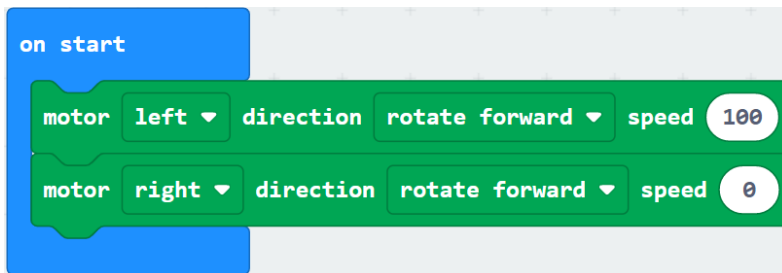 on start
motor left direction rotate forward speed 100
motor right direction rotate forward speed 0